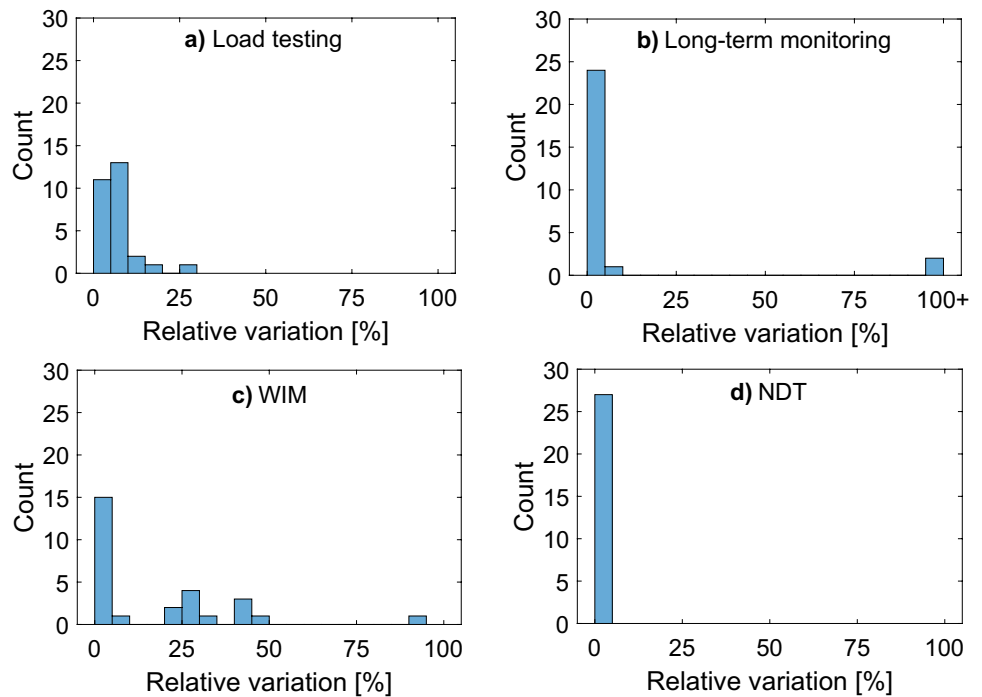 a) Load testing
30
25
20
15
10
5
0
Count
0 25 50 75 100
Relative variation [%]
b) Long-term monitoring
30
25
20
15
10
5
0
Count
0 25 50 75 100+
Relative variation [%]
c) WIM
30
25
20
15
10
5
0
Count
0 25 50 75 100
Relative variation [%]
d) NDT
30
25
20
15
10
5
0
Count
0 25 50 75 100
Relative variation [%]